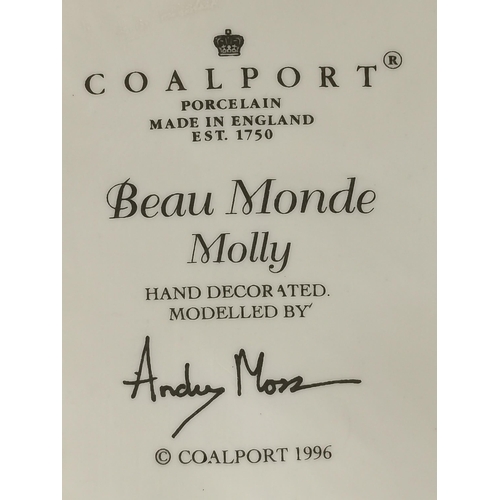 COALPORT®
PORCELAIN
MADE IN ENGLAND
EST. 1750
Beau Monde
Molly
HAND DECORATED.
MODELLED BY
Andy Moss
© COALPORT 1996